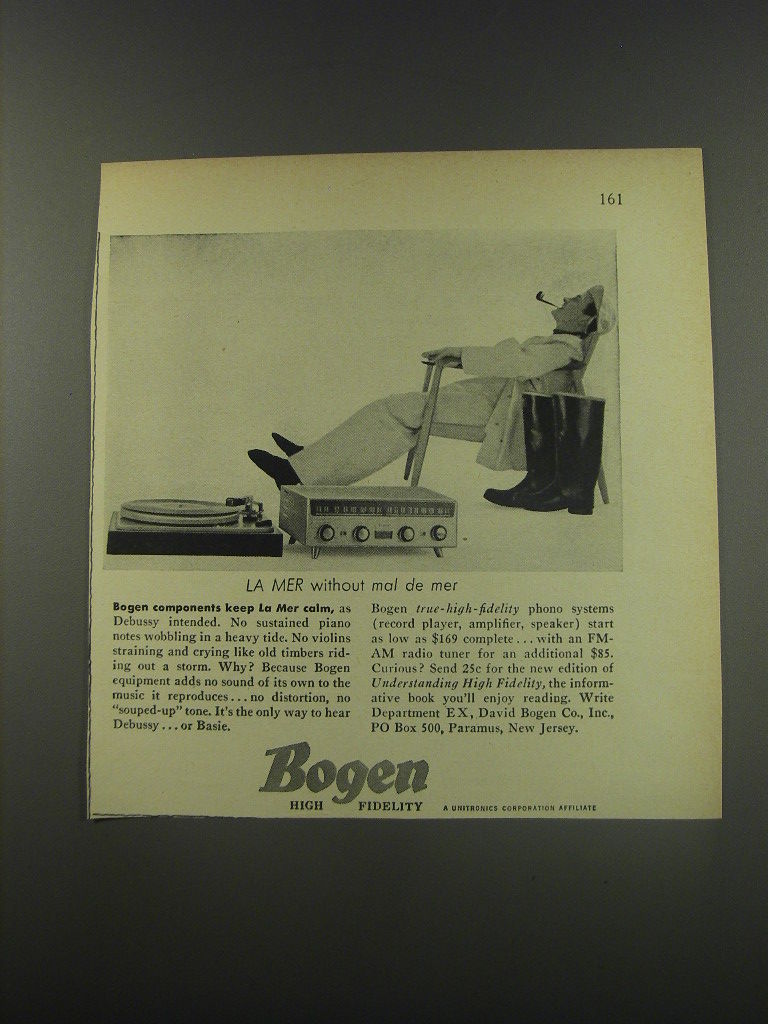 161
LA MER without mal de mer
Bogen components keep La Mer calm, as
Debussy intended. No sustained piano
notes wobbling in a heavy tide. No violins
straining and crying like old timbers rid-
ing out a storm. Why? Because Bogen
equipment adds no sound of its own to the
music it reproduces...no distortion, no
"souped-up" tone. It's the only way to hear
Debussy...or Basie.
Bogen true-high-fidelity phono systems
(record player, amplifier, speaker) start
as low as $169 complete...with an FM-
AM radio tuner for an additional $85.
Curious? Send 25c for the new edition of
Understanding High Fidelity, the inform-
ative book you'll enjoy reading. Write
Department EX, David Bogen Co., Inc.,
PO Box 500, Paramus, New Jersey.
Bogen
HIGH FIDELITY
A UNITRONICS CORPORATION AFFILIATE